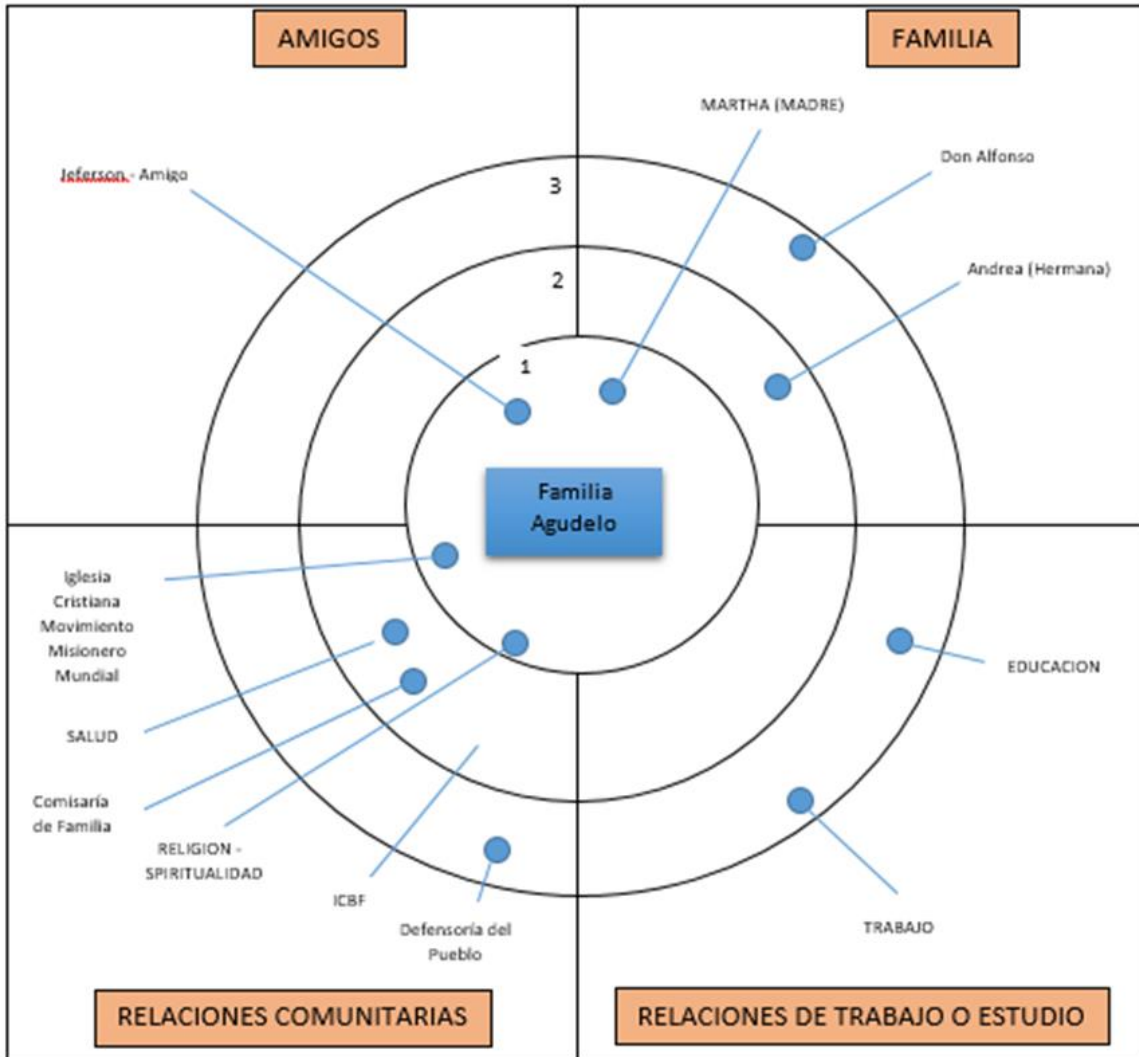 AMIGOS
FAMILIA
MARTHA (MADRE)
Don Alfonso
Jeferson - Amigo
3
Andrea (Hermana)
2
1
Familia
Agudelo
Iglesia
Cristiana
Movimiento
Misionero
Mundial
EDUCACION
SALUD
Comisaría
de Familia
RELIGION -
SPIRITUALIDAD
ICBF
Defensoría del
Pueblo
TRABAJO
RELACIONES COMUNITARIAS
RELACIONES DE TRABAJO O ESTUDIO